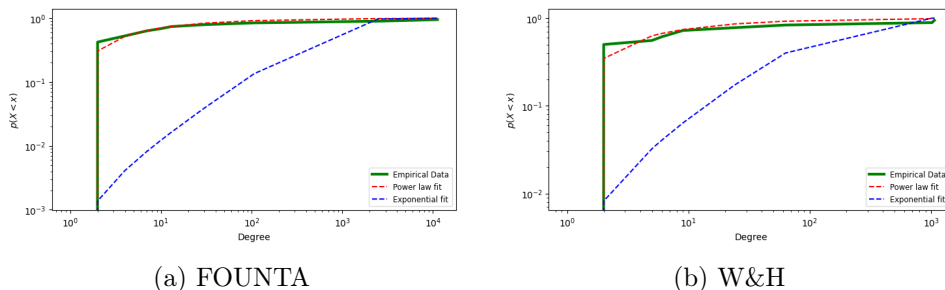 10⁰
10⁻¹
10⁻²
10⁻³
p(X < x)
10⁰ 10¹ 10² 10³ 10⁴
Degree
Empirical Data
Power law fit
Exponential fit
(a) FOUNTA
10⁰
10⁻¹
10⁻²
p(X < x)
10⁰ 10¹ 10² 10³
Degree
Empirical Data
Power law fit
Exponential fit
(b) W&H